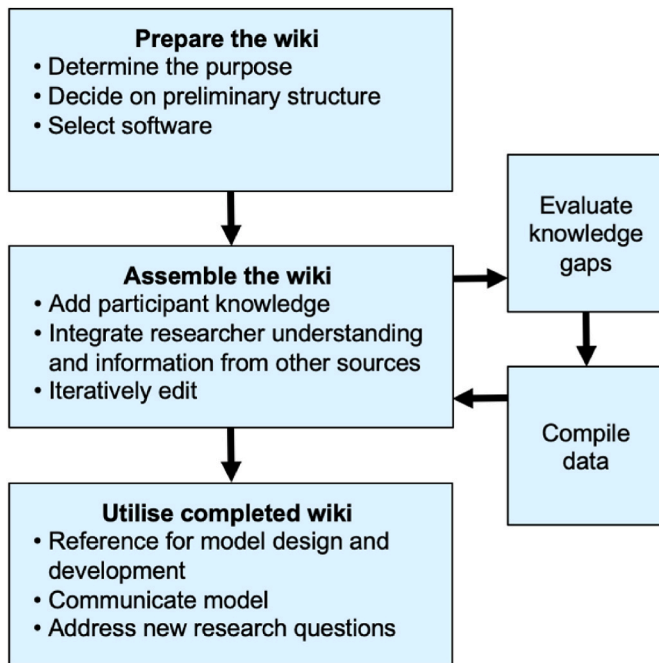 Prepare the wiki
• Determine the purpose
• Decide on preliminary structure
• Select software
Evaluate
knowledge
gaps
Assemble the wiki
• Add participant knowledge
• Integrate researcher understanding
and information from other sources
• Iteratively edit
Compile
data
Utilise completed wiki
• Reference for model design and
development
• Communicate model
• Address new research questions